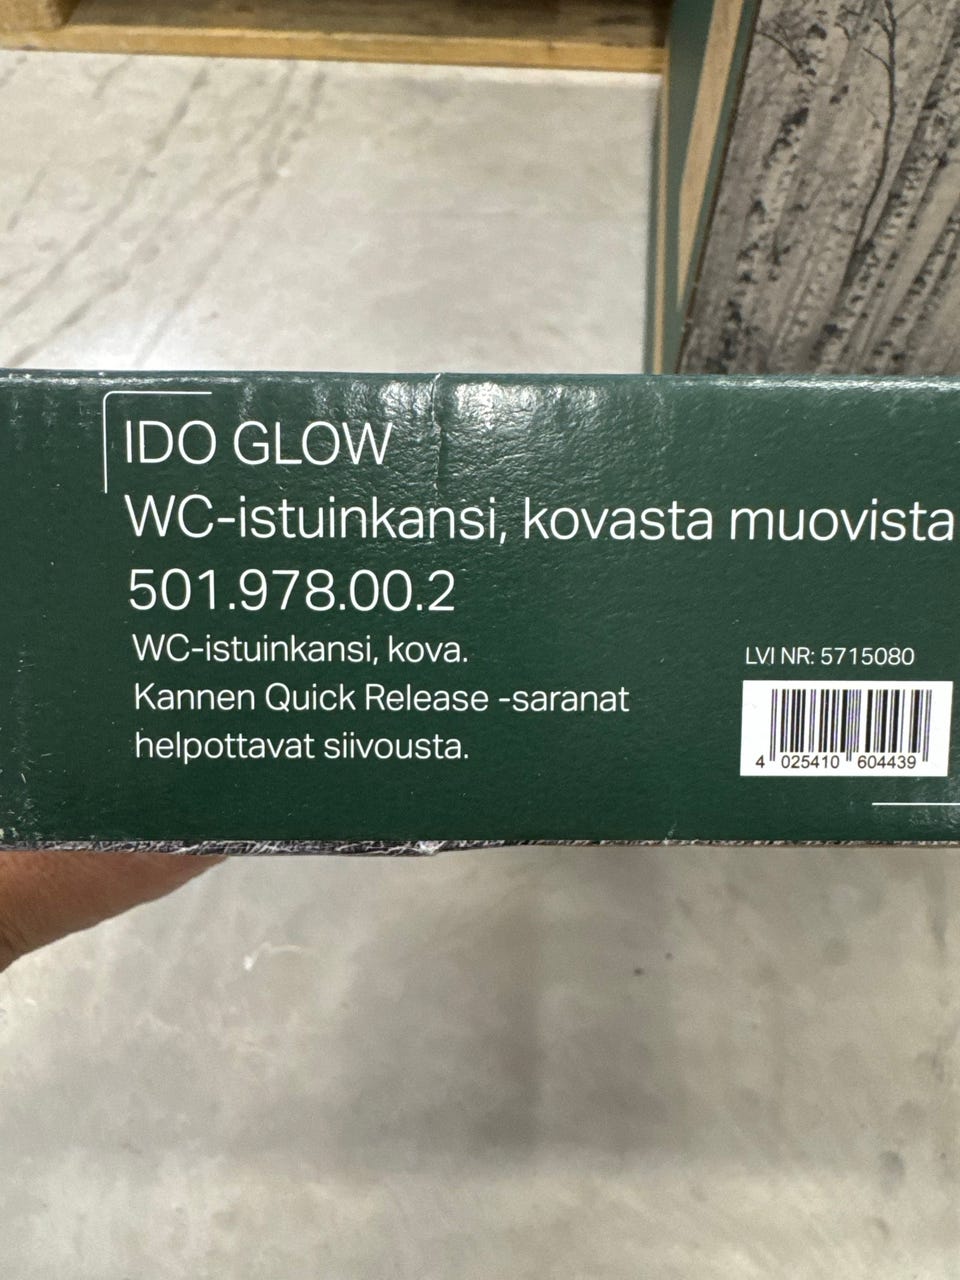 IDO GLOW
WC-istuinkansi, kovasta muovista
501.978.00.2
WC-istuinkansi, kova.
Kannen Quick Release -saranat
helpottavat siivousta.
LVI NR: 5715080
4 025410 604439